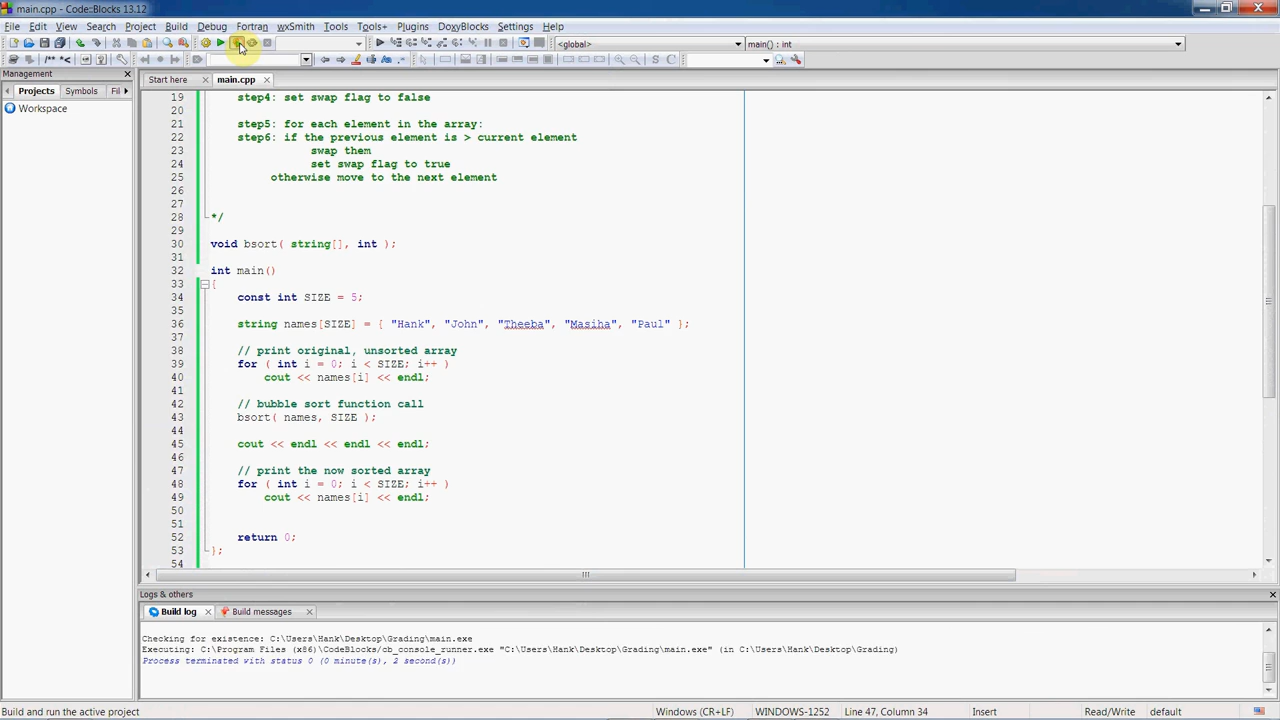 main.cpp - Code::Blocks 13.12
File Edit View Search Project Build Debug Fortran wxSmith Tools Tools+ Plugins DoxyBlocks Settings Help
<global> main() : int
/** *<
Management
Start here main.cpp
Projects Symbols Fil
Workspace
19 step4: set swap flag to false
20
21 step5: for each element in the array:
22 step6: if the previous element is > current element
23 swap them
24 set swap flag to true
25 otherwise move to the next element
26
27
28 */
29
30 void bsort( string[], int );
31
32 int main()
33 {
34 const int SIZE = 5;
35
36 string names[SIZE] = { "Hank", "John", "Theeba", "Masiha", "Paul" };
37
38 // print original, unsorted array
39 for ( int i = 0; i < SIZE; i++ )
40 cout << names[i] << endl;
41
42 // bubble sort function call
43 bsort( names, SIZE );
44
45 cout << endl << endl << endl;
46
47 // print the now sorted array
48 for ( int i = 0; i < SIZE; i++ )
49 cout << names[i] << endl;
50
51
52 return 0;
53 };
54
Logs & others
Build log Build messages
Checking for existence: C:\Users\Hank\Desktop\Grading\main.exe
Executing: C:\Program Files (x86)\CodeBlocks/cb_console_runner.exe "C:\Users\Hank\Desktop\Grading\main.exe" (in C:\Users\Hank\Desktop\Grading)
Process terminated with status 0 (0 minute(s), 2 second(s))
Build and run the active project Windows (CR+LF) WINDOWS-1252 Line 47, Column 34 Insert Read/Write default